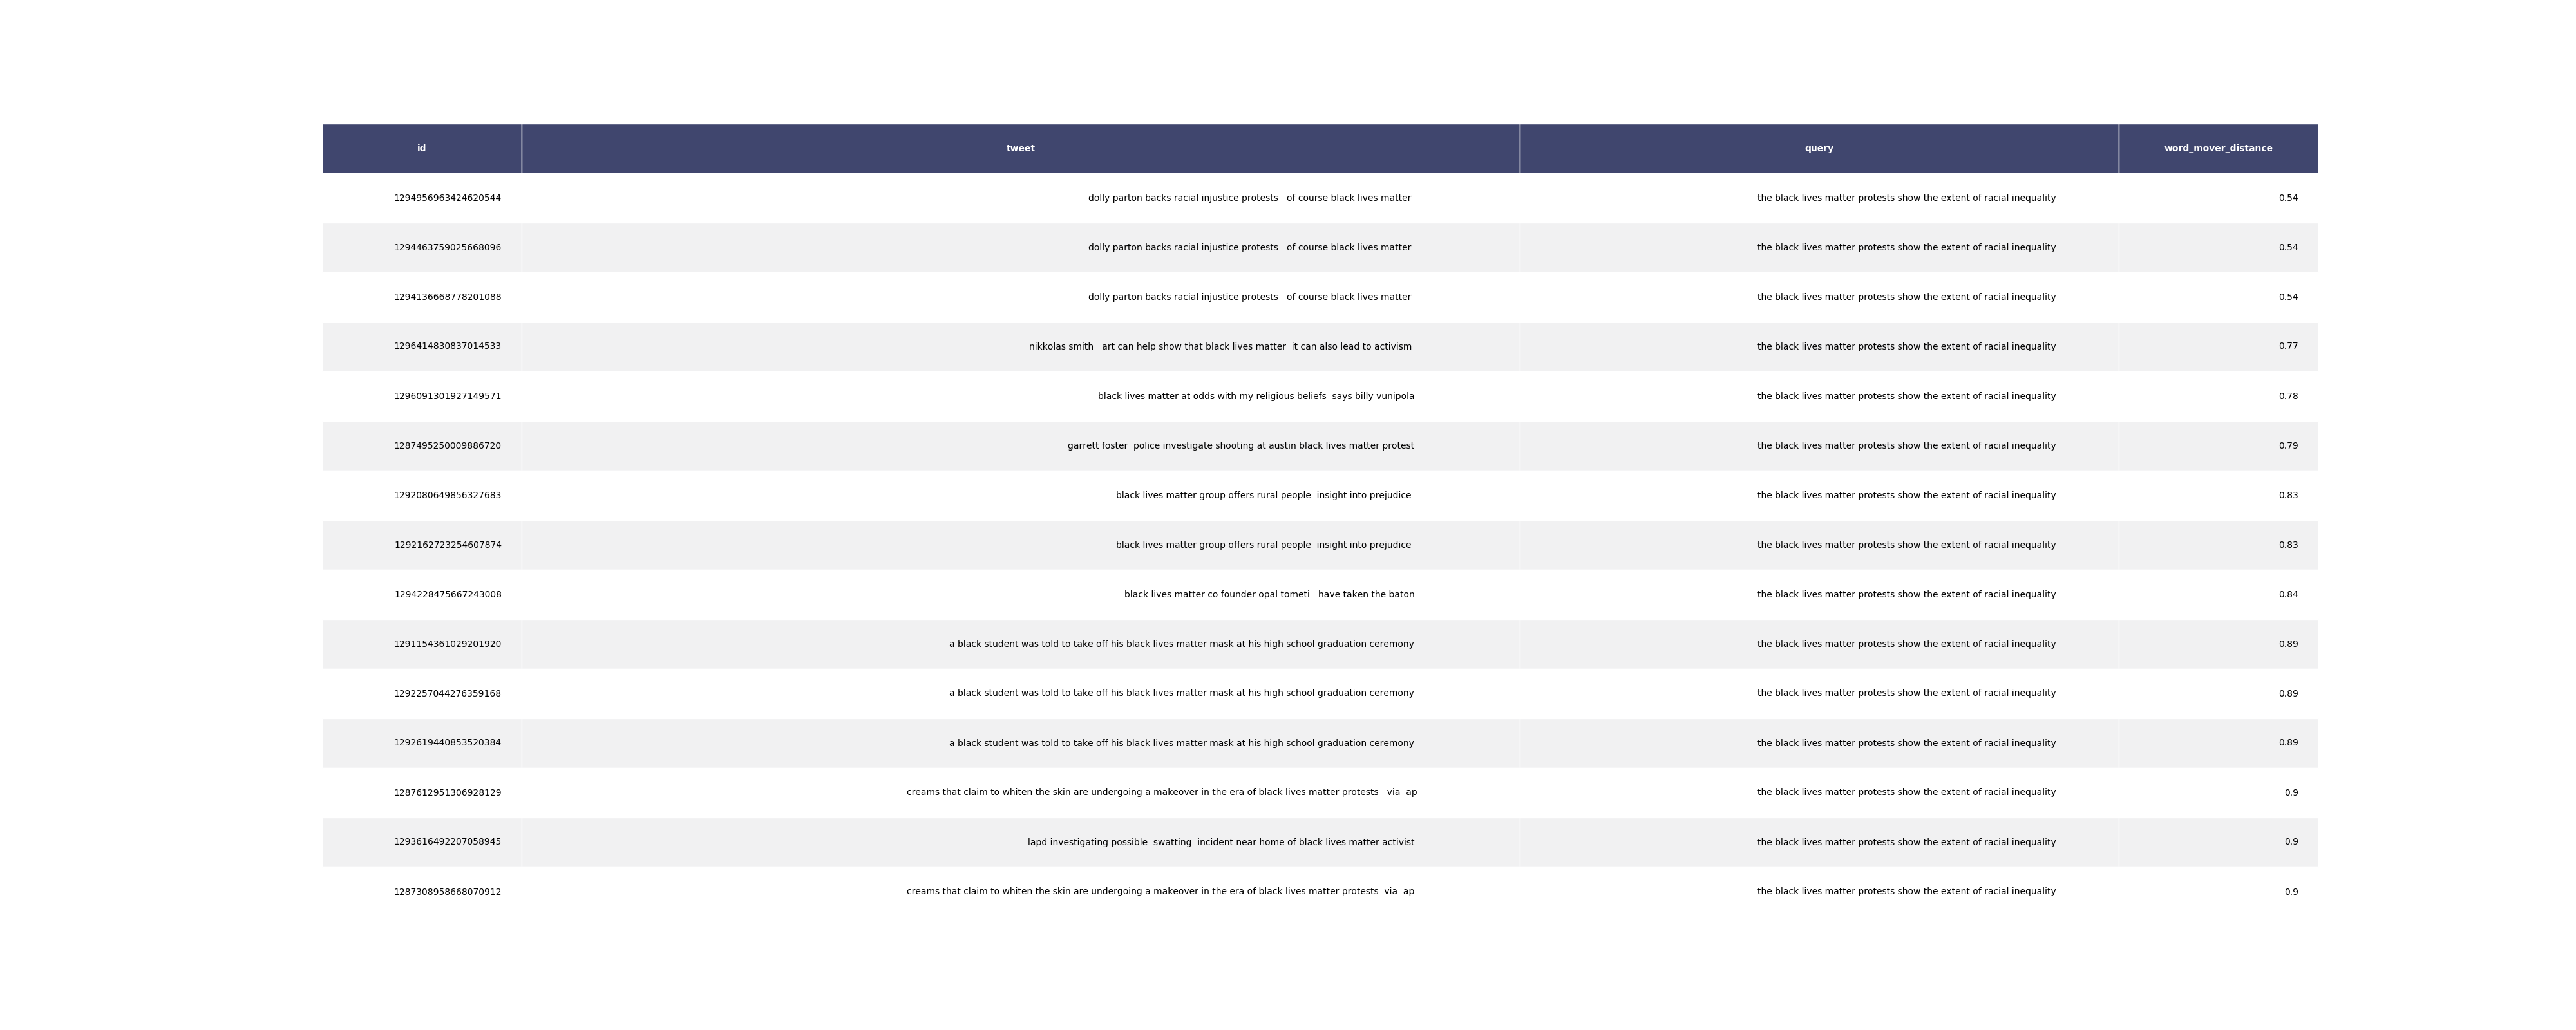 id tweet query word_mover_distance
1294956963424620544 dolly parton backs racial injustice protests   of course black lives matter the black lives matter protests show the extent of racial inequality 0.54
1294463759025668096 dolly parton backs racial injustice protests   of course black lives matter the black lives matter protests show the extent of racial inequality 0.54
1294136668778201088 dolly parton backs racial injustice protests   of course black lives matter the black lives matter protests show the extent of racial inequality 0.54
1296414830837014533 nikkolas smith   art can help show that black lives matter  it can also lead to activism the black lives matter protests show the extent of racial inequality 0.77
1296091301927149571 black lives matter at odds with my religious beliefs  says billy vunipola the black lives matter protests show the extent of racial inequality 0.78
1287495250009886720 garrett foster  police investigate shooting at austin black lives matter protest the black lives matter protests show the extent of racial inequality 0.79
1292080649856327683 black lives matter group offers rural people  insight into prejudice the black lives matter protests show the extent of racial inequality 0.83
1292162723254607874 black lives matter group offers rural people  insight into prejudice the black lives matter protests show the extent of racial inequality 0.83
1294228475667243008 black lives matter co founder opal tometi   have taken the baton the black lives matter protests show the extent of racial inequality 0.84
1291154361029201920 a black student was told to take off his black lives matter mask at his high school graduation ceremony the black lives matter protests show the extent of racial inequality 0.89
1292257044276359168 a black student was told to take off his black lives matter mask at his high school graduation ceremony the black lives matter protests show the extent of racial inequality 0.89
1292619440853520384 a black student was told to take off his black lives matter mask at his high school graduation ceremony the black lives matter protests show the extent of racial inequality 0.89
1287612951306928129 creams that claim to whiten the skin are undergoing a makeover in the era of black lives matter protests   via  ap the black lives matter protests show the extent of racial inequality 0.9
1293616492207058945 lapd investigating possible  swatting  incident near home of black lives matter activist the black lives matter protests show the extent of racial inequality 0.9
1287308958668070912 creams that claim to whiten the skin are undergoing a makeover in the era of black lives matter protests  via  ap the black lives matter protests show the extent of racial inequality 0.9